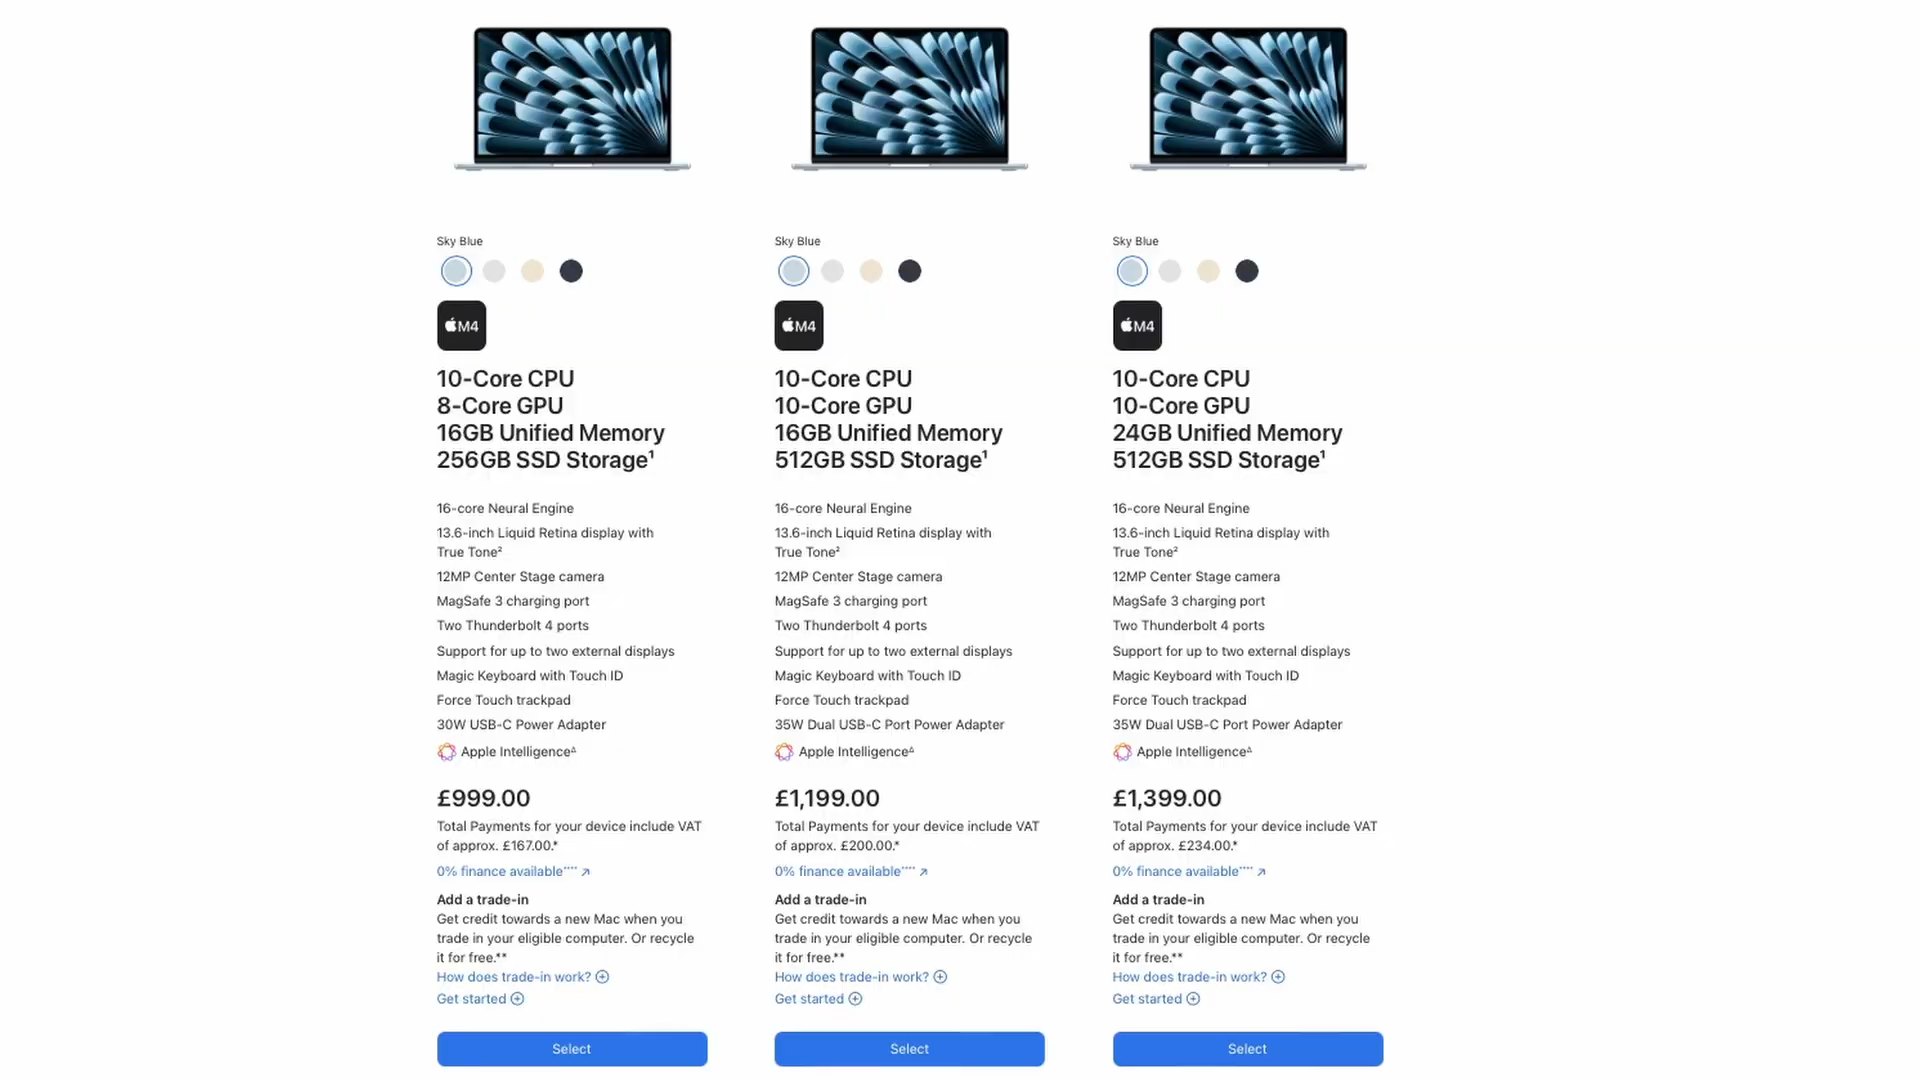 Sky Blue
M4
10-Core CPU
8-Core GPU
16GB Unified Memory
256GB SSD Storage¹
16-core Neural Engine
13.6-inch Liquid Retina display with
True Tone²
12MP Center Stage camera
MagSafe 3 charging port
Two Thunderbolt 4 ports
Support for up to two external displays
Magic Keyboard with Touch ID
Force Touch trackpad
30W USB-C Power Adapter
Apple Intelligence∆
£999.00
Total Payments for your device include VAT
of approx. £167.00.*
0% finance available**** ↗
Add a trade-in
Get credit towards a new Mac when you
trade in your eligible computer. Or recycle
it for free.**
How does trade-in work? ⊕
Get started ⊕
Select
Sky Blue
M4
10-Core CPU
10-Core GPU
16GB Unified Memory
512GB SSD Storage¹
16-core Neural Engine
13.6-inch Liquid Retina display with
True Tone²
12MP Center Stage camera
MagSafe 3 charging port
Two Thunderbolt 4 ports
Support for up to two external displays
Magic Keyboard with Touch ID
Force Touch trackpad
35W Dual USB-C Port Power Adapter
Apple Intelligence∆
£1,199.00
Total Payments for your device include VAT
of approx. £200.00.*
0% finance available**** ↗
Add a trade-in
Get credit towards a new Mac when you
trade in your eligible computer. Or recycle
it for free.**
How does trade-in work? ⊕
Get started ⊕
Select
Sky Blue
M4
10-Core CPU
10-Core GPU
24GB Unified Memory
512GB SSD Storage¹
16-core Neural Engine
13.6-inch Liquid Retina display with
True Tone²
12MP Center Stage camera
MagSafe 3 charging port
Two Thunderbolt 4 ports
Support for up to two external displays
Magic Keyboard with Touch ID
Force Touch trackpad
35W Dual USB-C Port Power Adapter
Apple Intelligence∆
£1,399.00
Total Payments for your device include VAT
of approx. £234.00.*
0% finance available**** ↗
Add a trade-in
Get credit towards a new Mac when you
trade in your eligible computer. Or recycle
it for free.**
How does trade-in work? ⊕
Get started ⊕
Select